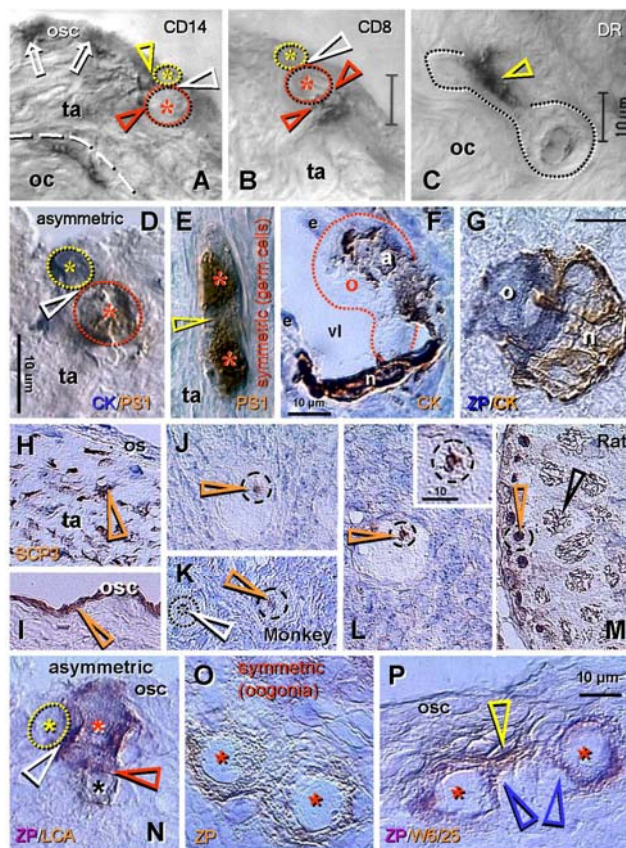 osc
CD14
ta
oc
A
CD8
B
ta
DR
oc
10 µm
C
asymmetric
D
ta
10 µm
CK/PS1
E
symmetric (germ cells)
ta
PS1
e
F
a
o
e
vl
n
10 µm
CK
G
o
n
ZP/CK
H
os
ta
SCP3
I
osc
J
K
Monkey
10
L
Rat
M
asymmetric
osc
ZP/LCA
N
O
symmetric
(oogonia)
ZP
P
10 µm
osc
ZP/W6/25